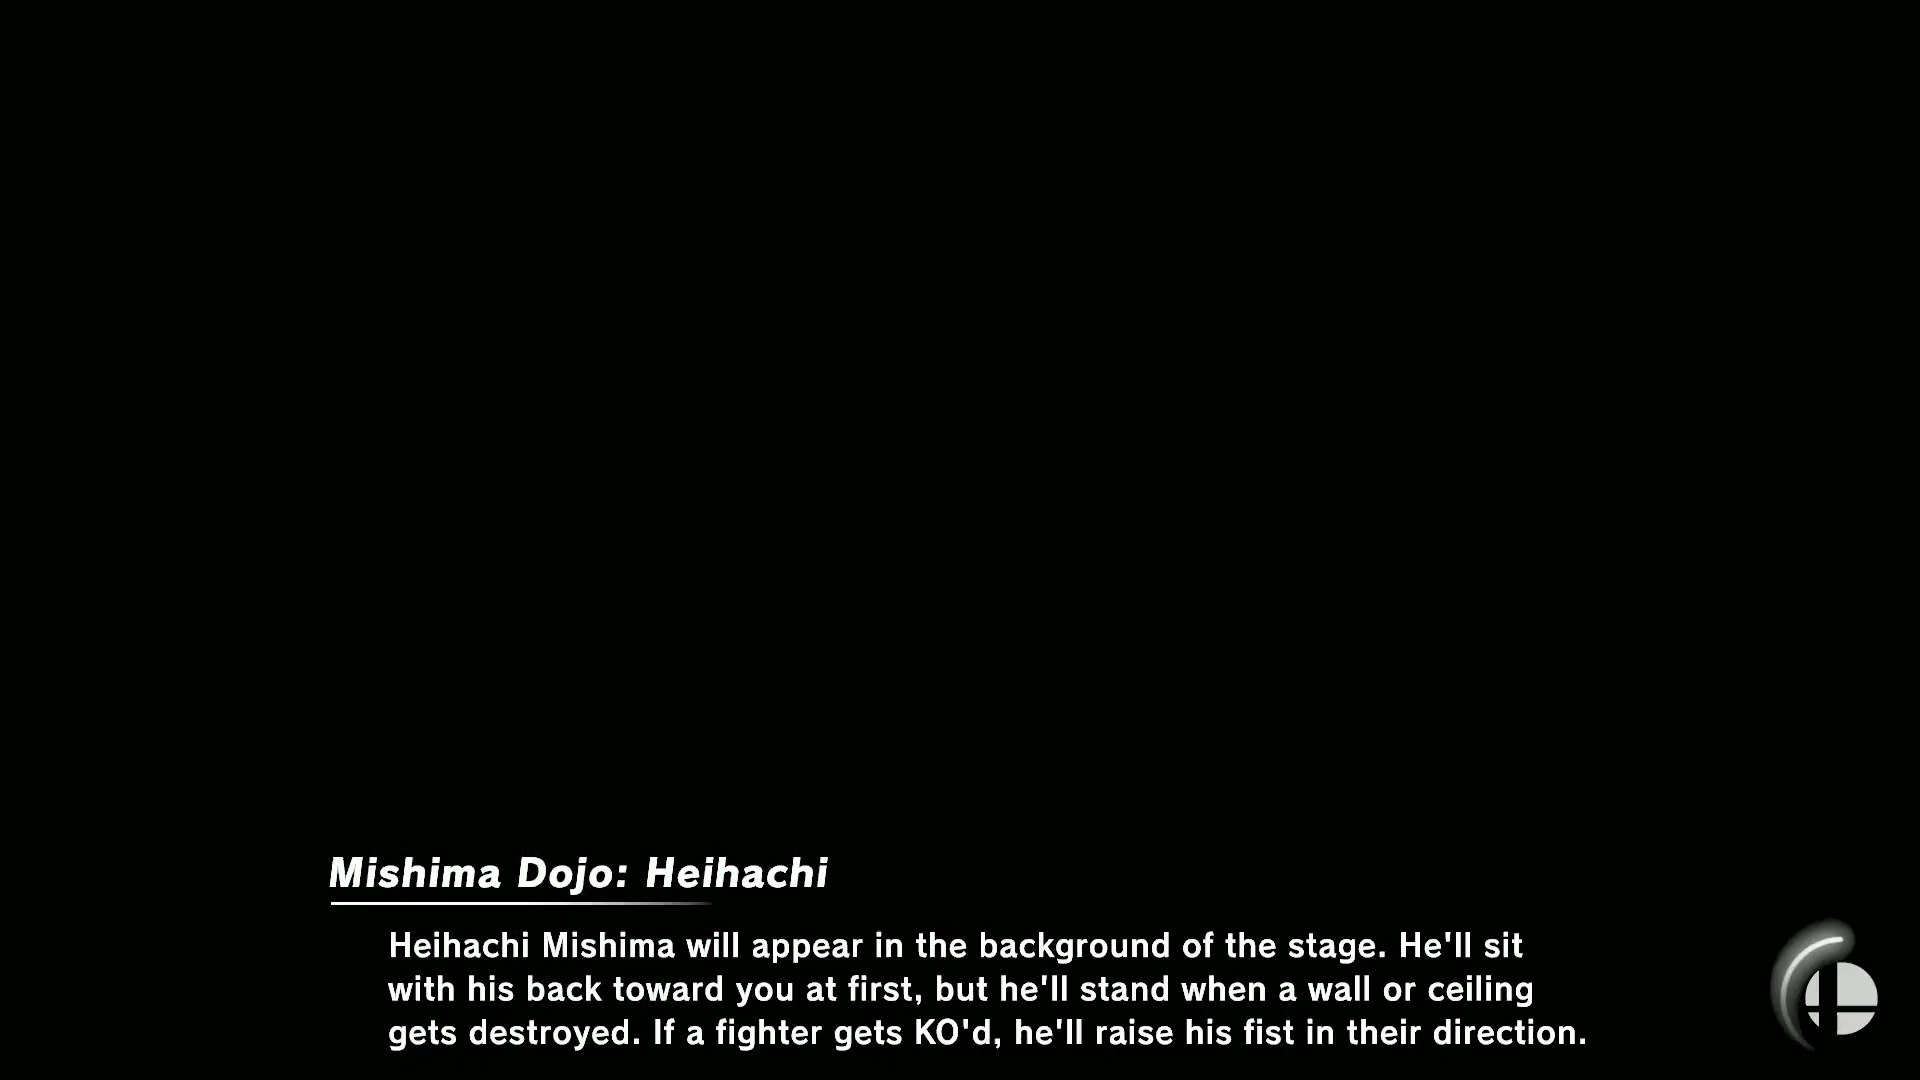 Mishima Dojo: Heihachi
Heihachi Mishima will appear in the background of the stage. He'll sit
with his back toward you at first, but he'll stand when a wall or ceiling
gets destroyed. If a fighter gets KO'd, he'll raise his fist in their direction.